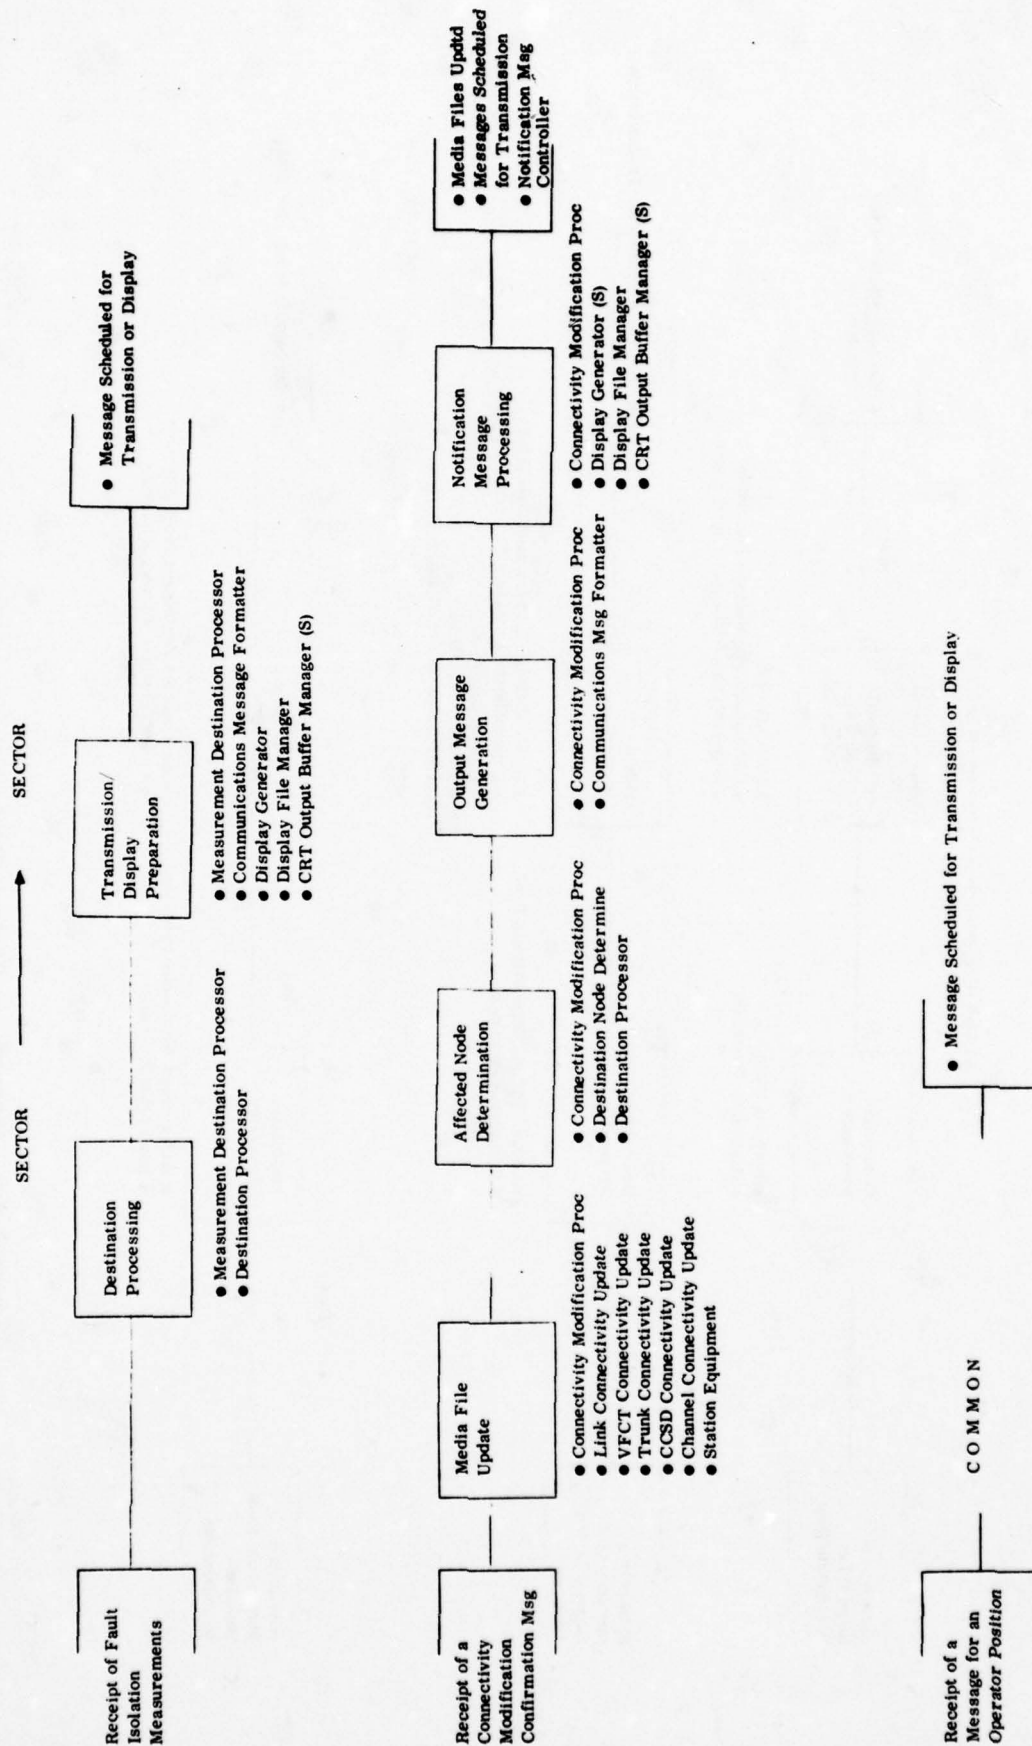 SECTOR
SECTOR
Receipt of Fault
Isolation
Measurements
Destination
Processing
● Measurement Destination Processor
● Destination Processor
Transmission/
Display
Preparation
● Measurement Destination Processor
● Communications Message Formatter
● Display Generator
● Display File Manager
● CRT Output Buffer Manager (S)
● Message Scheduled for
Transmission or Display
Receipt of a
Connectivity
Modification
Confirmation Msg
Media File
Update
● Connectivity Modification Proc
● Link Connectivity Update
● VFCT Connectivity Update
● Trunk Connectivity Update
● CCSD Connectivity Update
● Channel Connectivity Update
● Station Equipment
Affected Node
Determination
● Connectivity Modification Proc
● Destination Node Determine
● Destination Processor
Output Message
Generation
● Connectivity Modification Proc
● Communications Msg Formatter
Notification
Message
Processing
● Connectivity Modification Proc
● Display Generator (S)
● Display File Manager
● CRT Output Buffer Manager (S)
● Media Files Updtd
● Messages Scheduled
for Transmission
● Notification Msg
Controller
Receipt of a
Message for an
Operator Position
COMMON
● Message Scheduled for Transmission or Display